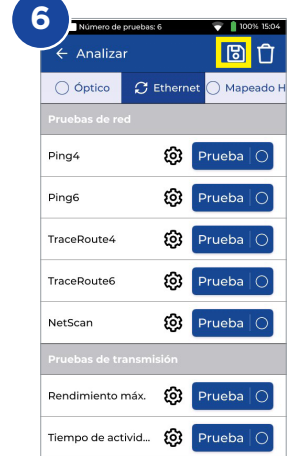 6
Número de pruebas: 6 100% 15:04
Analizar
Óptico Ethernet Mapeado H
Pruebas de red
Ping4 Prueba
Ping6 Prueba
TraceRoute4 Prueba
TraceRoute6 Prueba
NetScan Prueba
Pruebas de transmisión
Rendimiento máx. Prueba
Tiempo de activid... Prueba